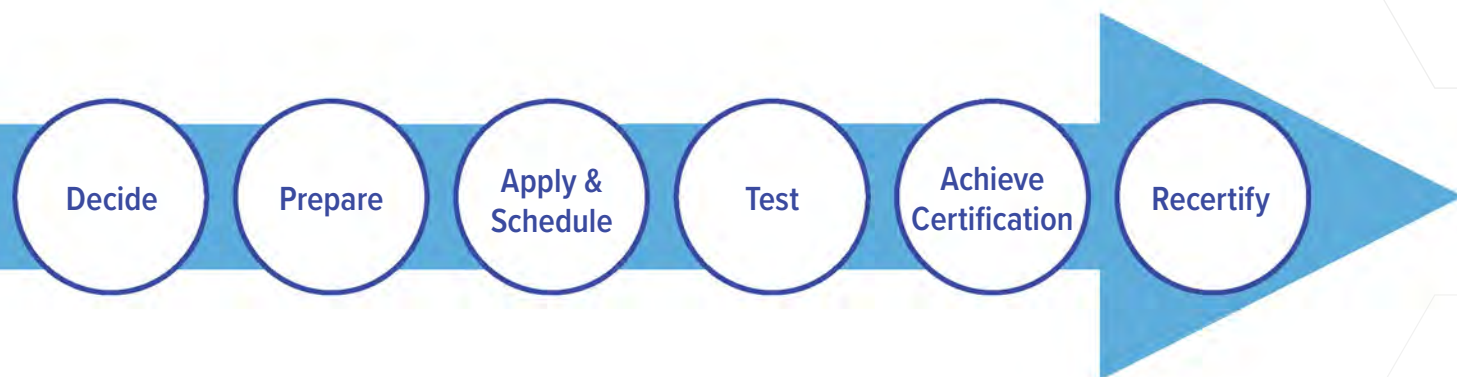 Decide
Prepare
Apply &
Schedule
Test
Achieve
Certification
Recertify